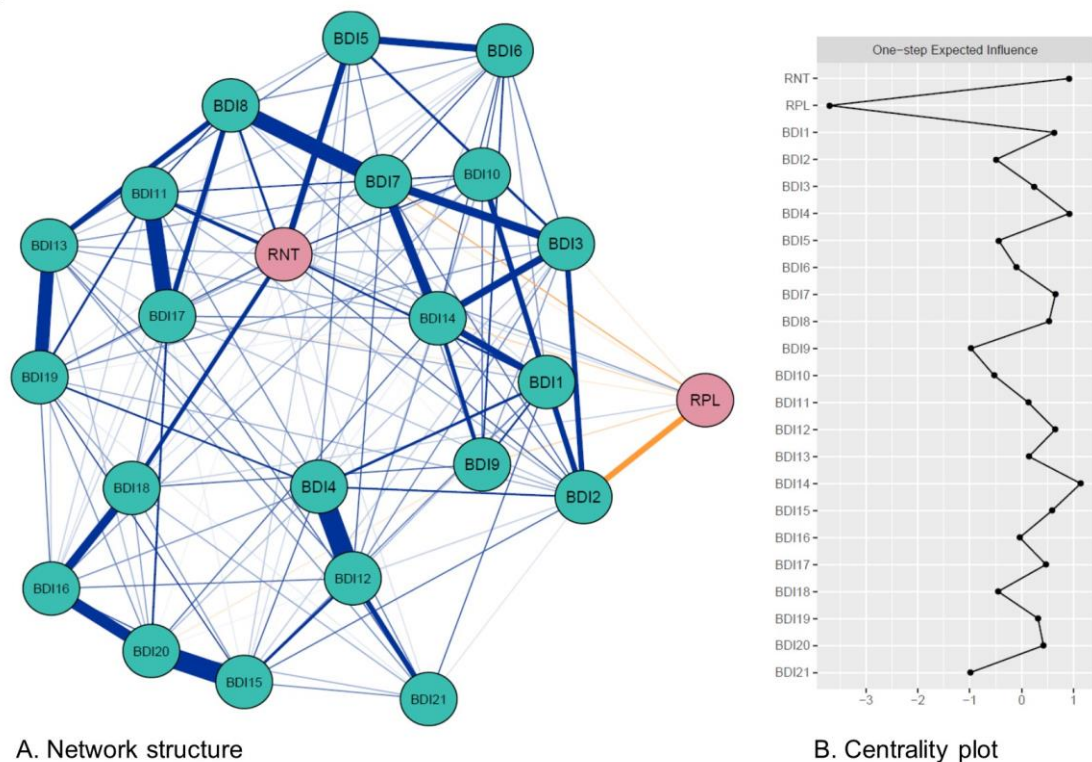 BDI5
BDI6
BDI8
BDI7
BDI10
BDI11
BDI13
RNT
BDI3
BDI17
BDI14
BDI19
BDI1
RPL
BDI9
BDI18
BDI4
BDI2
BDI16
BDI12
BDI20
BDI15
BDI21
A. Network structure
One-step Expected Influence
RNT
RPL
BDI1
BDI2
BDI3
BDI4
BDI5
BDI6
BDI7
BDI8
BDI9
BDI10
BDI11
BDI12
BDI13
BDI14
BDI15
BDI16
BDI17
BDI18
BDI19
BDI20
BDI21
-3 -2 -1 0 1
B. Centrality plot